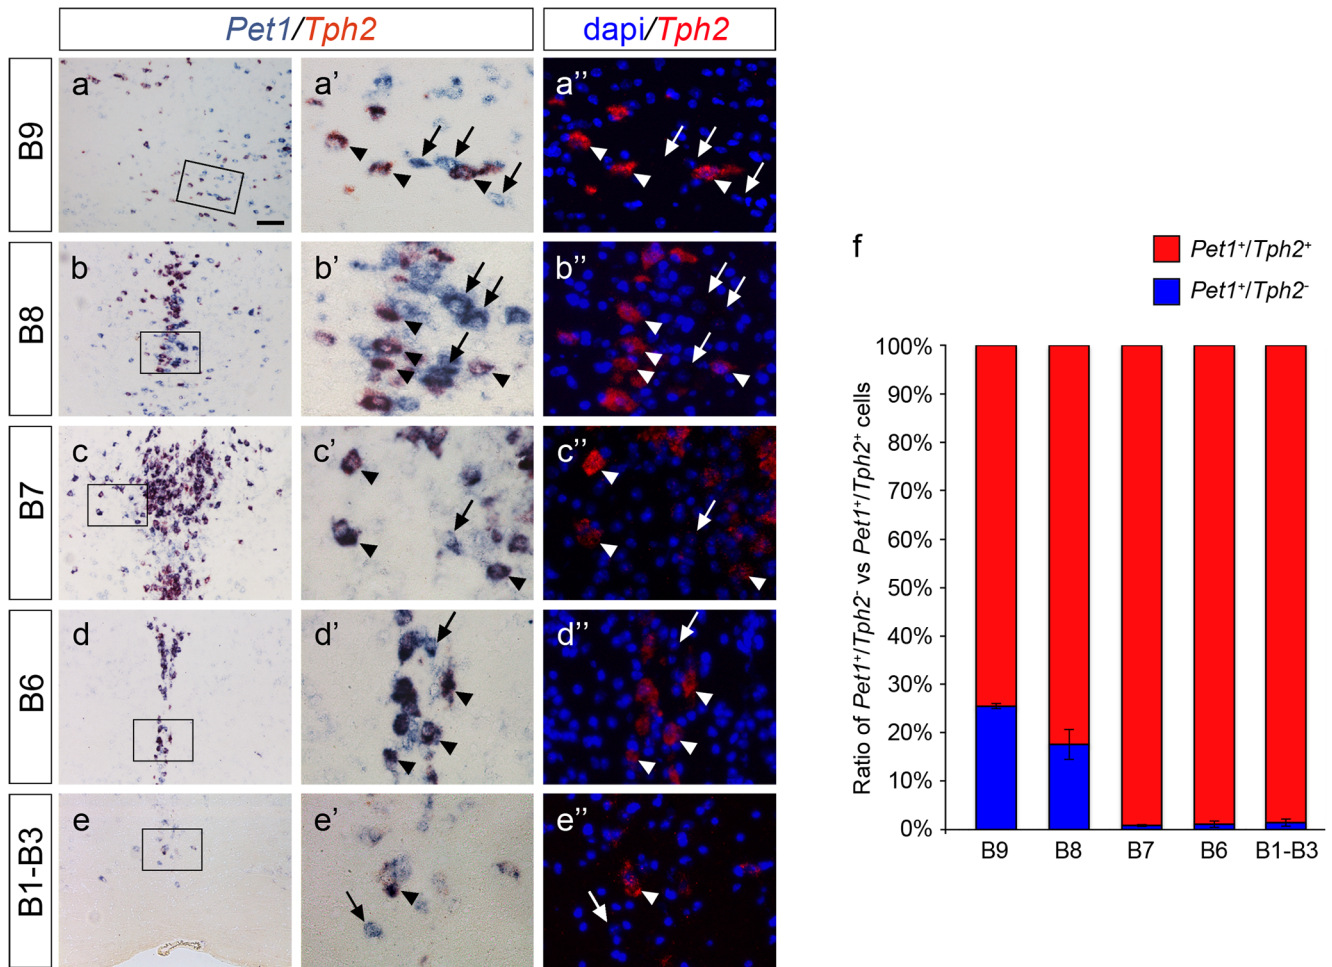 Pet1/Tph2
dapi/Tph2
B9
a
a’
a’’
B8
b
b’
b’’
B7
c
c’
c’’
B6
d
d’
d’’
B1-B3
e
e’
e’’
f
Pet1⁺/Tph2⁺
Pet1⁺/Tph2⁻
Ratio of Pet1⁺/Tph2⁻ vs Pet1⁺/Tph2⁺ cells
100%
90%
80%
70%
60%
50%
40%
30%
20%
10%
0%
B9 B8 B7 B6 B1-B3